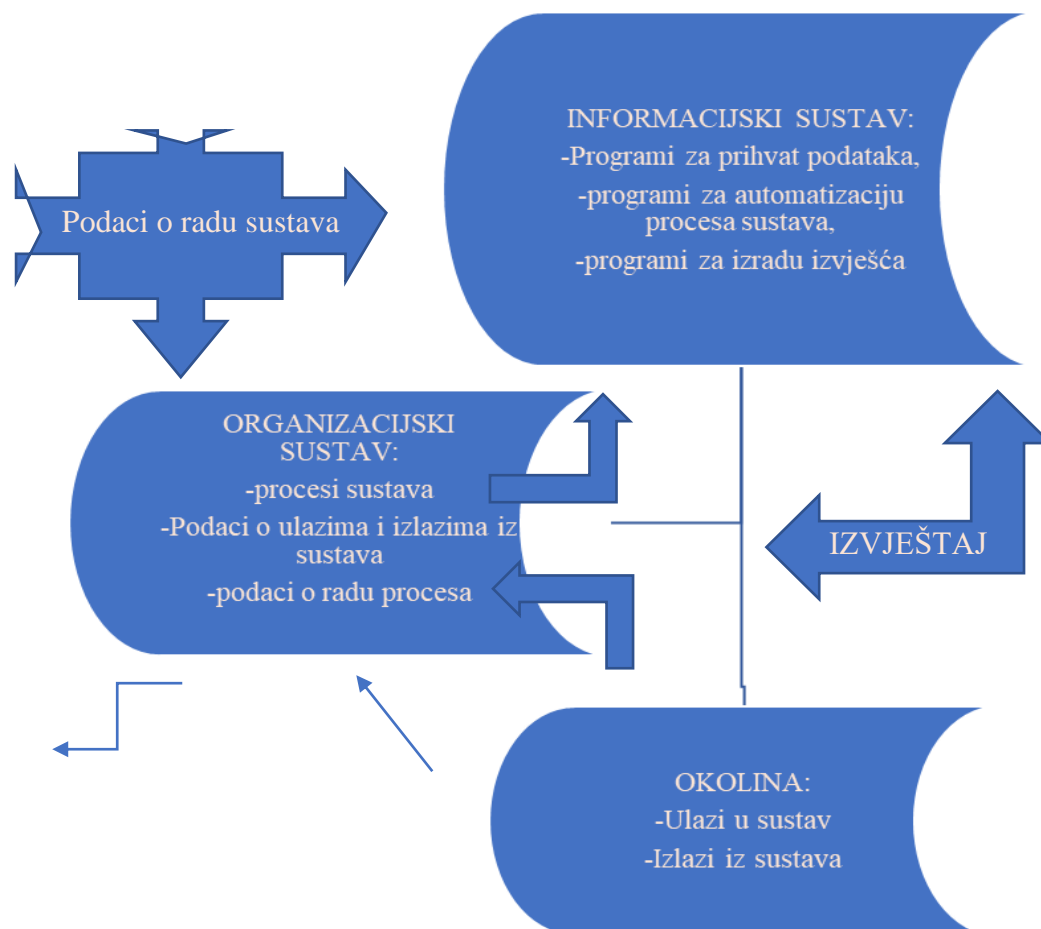 INFORMACIJSKI SUSTAV:
-Programi za prihvat podataka,
-programi za automatizaciju
procesa sustava,
-programi za izradu izvješća
Podaci o radu sustava
ORGANIZACIJSKI
SUSTAV:
-procesi sustava
-Podaci o ulazima i izlazima iz
sustava
-podaci o radu procesa
IZVJEŠTAJ
OKOLINA:
-Ulazi u sustav
-Izlazi iz sustava